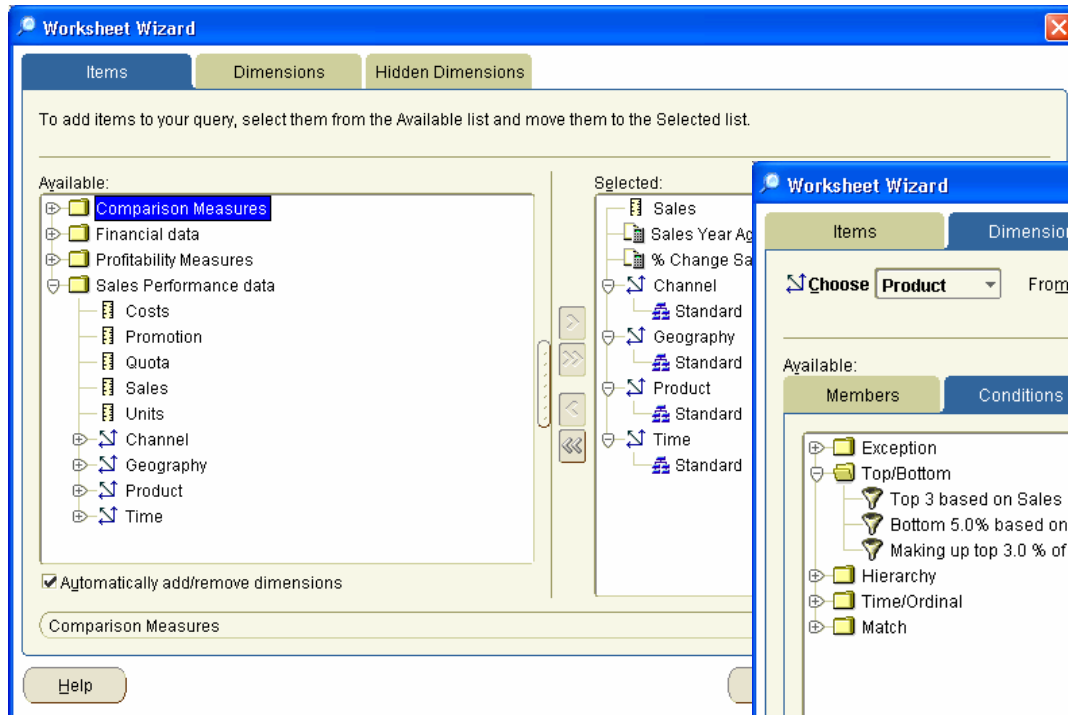 Worksheet Wizard
Items
Dimensions
Hidden Dimensions
To add items to your query, select them from the Available list and move them to the Selected list.
Available:
Comparison Measures
Financial data
Profitability Measures
Sales Performance data
Costs
Promotion
Quota
Sales
Units
Channel
Geography
Product
Time
Automatically add/remove dimensions
Comparison Measures
Help
Selected:
Sales
Sales Year Ag
% Change Sa
Channel
Standard
Geography
Standard
Product
Standard
Time
Standard
Worksheet Wizard
Items
Dimension
Choose Product
From
Available:
Members
Conditions
Exception
Top/Bottom
Top 3 based on Sales
Bottom 5.0% based on
Making up top 3.0 % of
Hierarchy
Time/Ordinal
Match